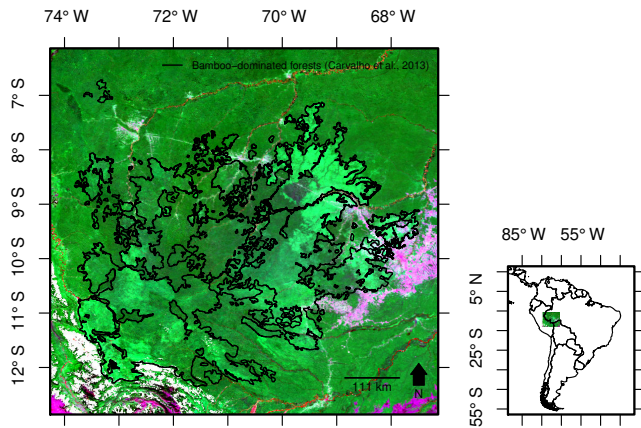 74° W 72° W 70° W 68° W
Bamboo−dominated forests (Carvalho et al., 2013)
7° S
8° S
9° S
10° S
11° S
12° S
111 km
N
85° W 55° W
5° N
25° S
55° S